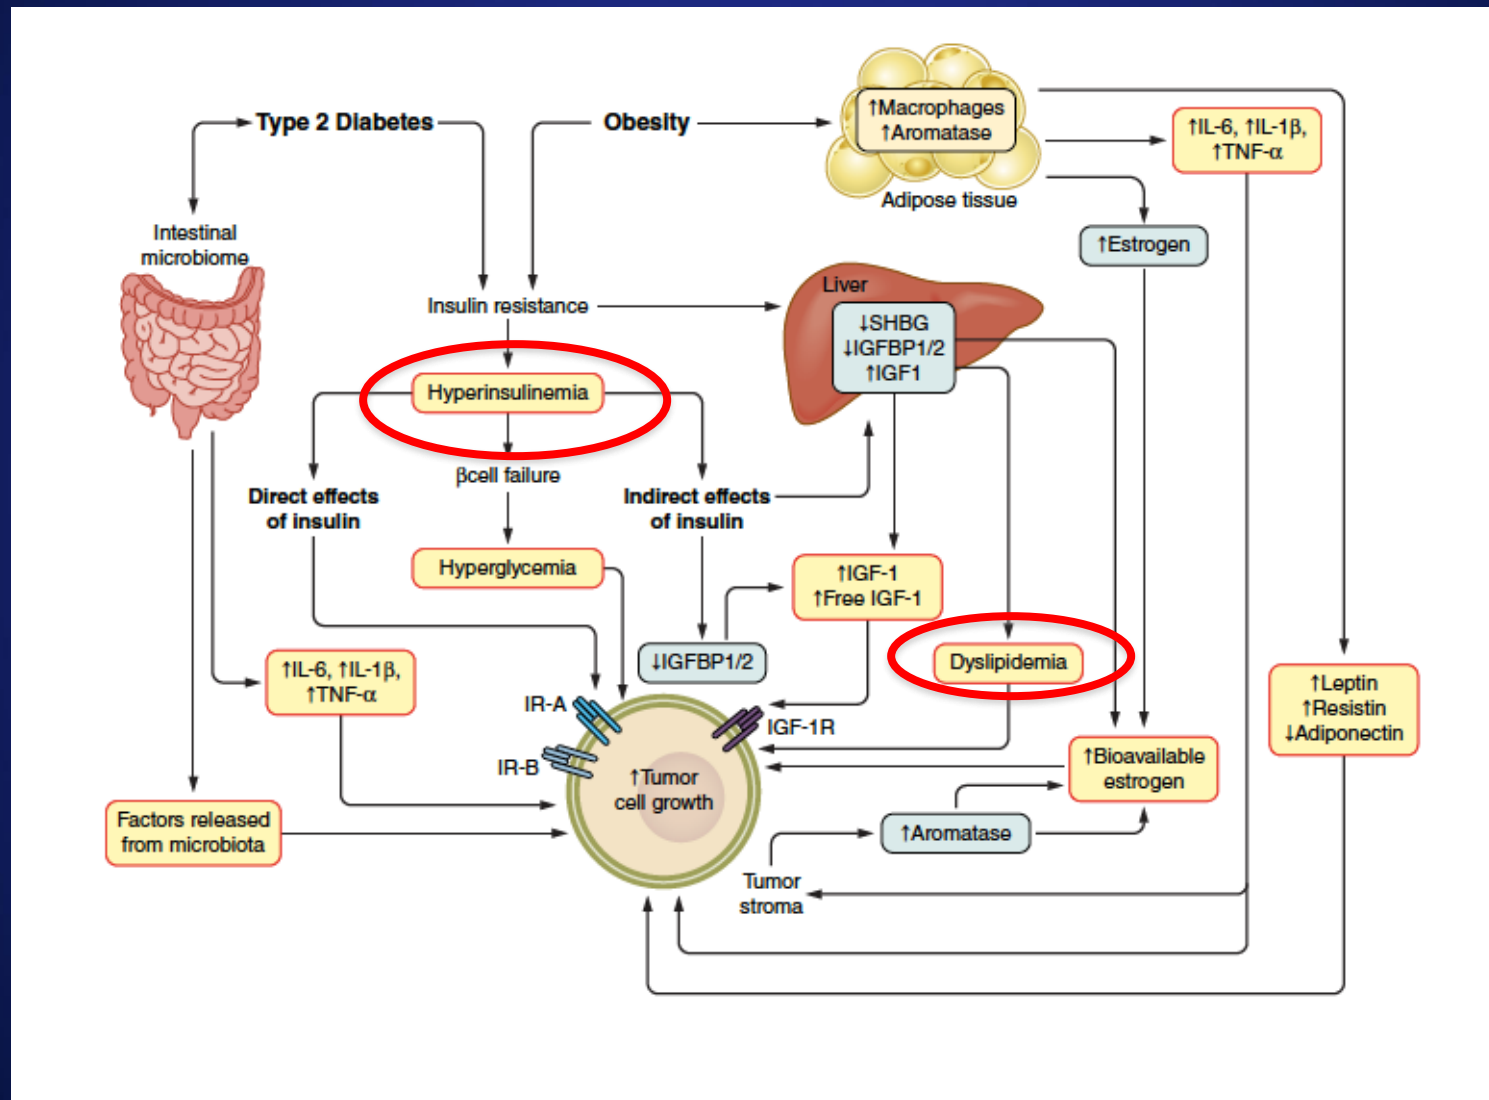 Type 2 Diabetes
Obesity
↑Macrophages
↑Aromatase
Adipose tissue
↑IL-6, ↑IL-1β,
↑TNF-α
↑Estrogen
Intestinal
microbiome
Insulin resistance
Liver
↓SHBG
↓IGFBP1/2
↑IGF1
Hyperinsulinemia
βcell failure
Direct effects
of insulin
Indirect effects
of insulin
Hyperglycemia
↑IGF-1
↑Free IGF-1
↓IGFBP1/2
Dyslipidemia
↑IL-6, ↑IL-1β,
↑TNF-α
↑Leptin
↑Resistin
↓Adiponectin
IR-A
IGF-1R
IR-B
↑Tumor
cell growth
↑Bioavailable
estrogen
Factors released
from microbiota
↑Aromatase
Tumor
stroma